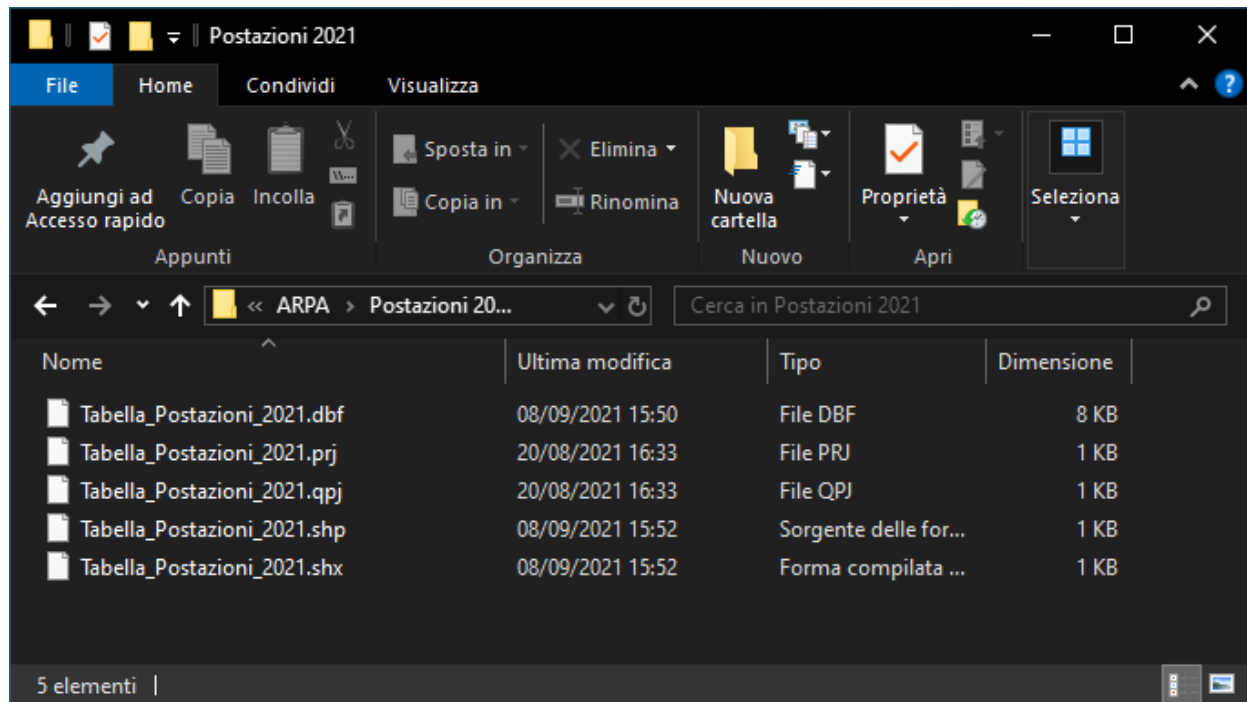 Postazioni 2021
File Home Condividi Visualizza
Aggiungi ad
Accesso rapido
Copia Incolla
Sposta in
Copia in
Elimina
Rinomina
Nuova
cartella
Proprietà
Seleziona
Appunti Organizza Nuovo Apri
« ARPA > Postazioni 20... Cerca in Postazioni 2021
Nome Ultima modifica Tipo Dimensione
Tabella_Postazioni_2021.dbf 08/09/2021 15:50 File DBF 8 KB
Tabella_Postazioni_2021.prj 20/08/2021 16:33 File PRJ 1 KB
Tabella_Postazioni_2021.qpj 20/08/2021 16:33 File QPJ 1 KB
Tabella_Postazioni_2021.shp 08/09/2021 15:52 Sorgente delle for... 1 KB
Tabella_Postazioni_2021.shx 08/09/2021 15:52 Forma compilata ... 1 KB
5 elementi